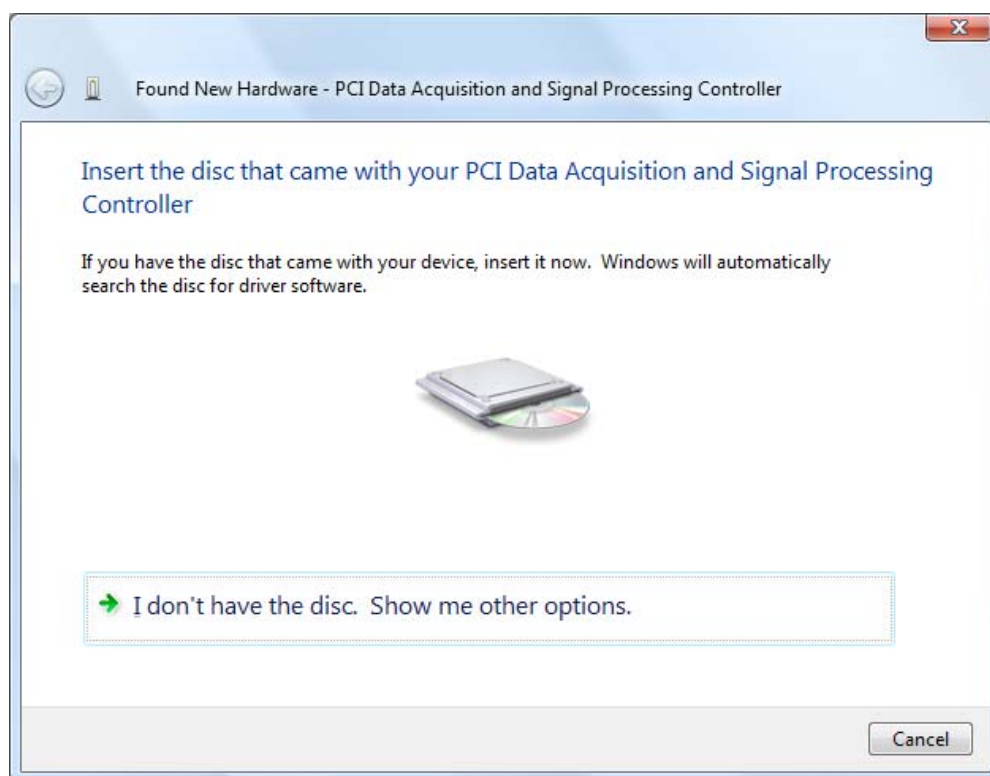 Found New Hardware - PCI Data Acquisition and Signal Processing Controller
Insert the disc that came with your PCI Data Acquisition and Signal Processing
Controller
If you have the disc that came with your device, insert it now.  Windows will automatically
search the disc for driver software.
I don't have the disc.  Show me other options.
Cancel